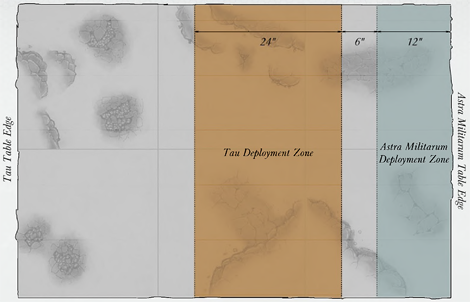 24"
6"
12"
Tau Table Edge
Tau Deployment Zone
Astra Militarum
Deployment Zone
Astra Militarum Table Edge